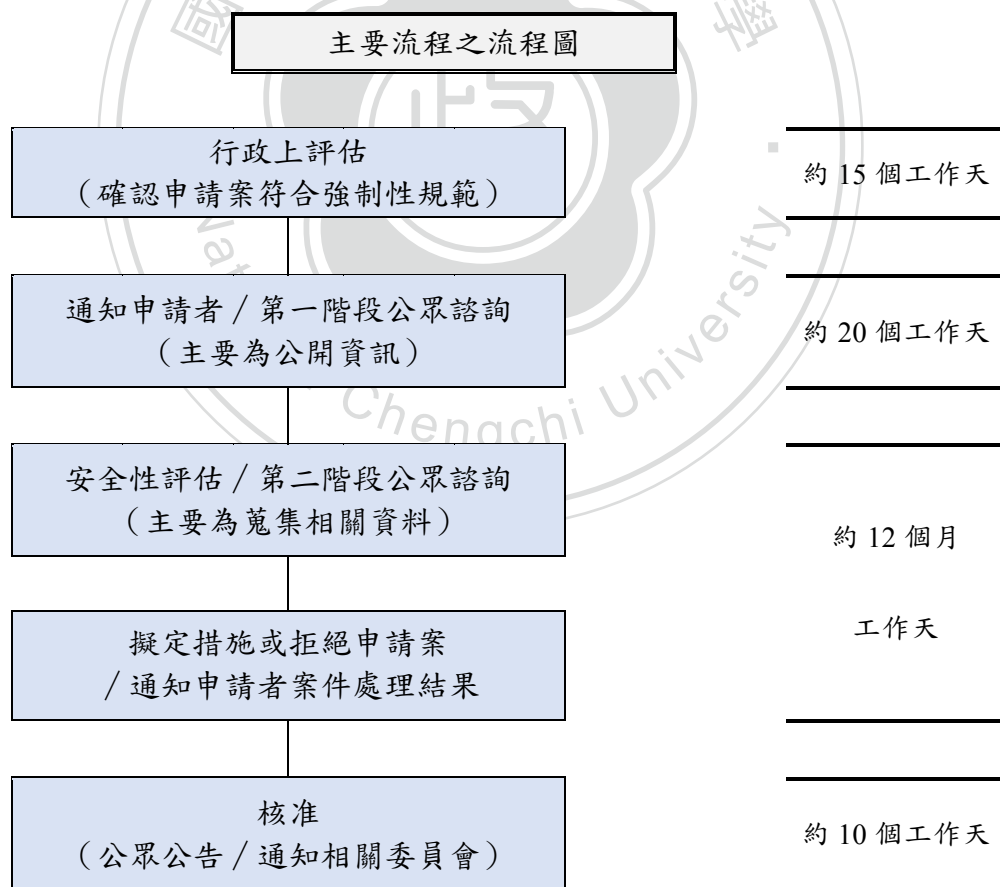 主要流程之流程圖
行政上評估
（確認申請案符合強制性規範）
約 15 個工作天
通知申請者／第一階段公眾諮詢
（主要為公開資訊）
約 20 個工作天
安全性評估／第二階段公眾諮詢
（主要為蒐集相關資料）
約 12 個月
工作天
擬定措施或拒絕申請案
／通知申請者案件處理結果
核准
（公眾公告／通知相關委員會）
約 10 個工作天
國
學
政
Chengchi University